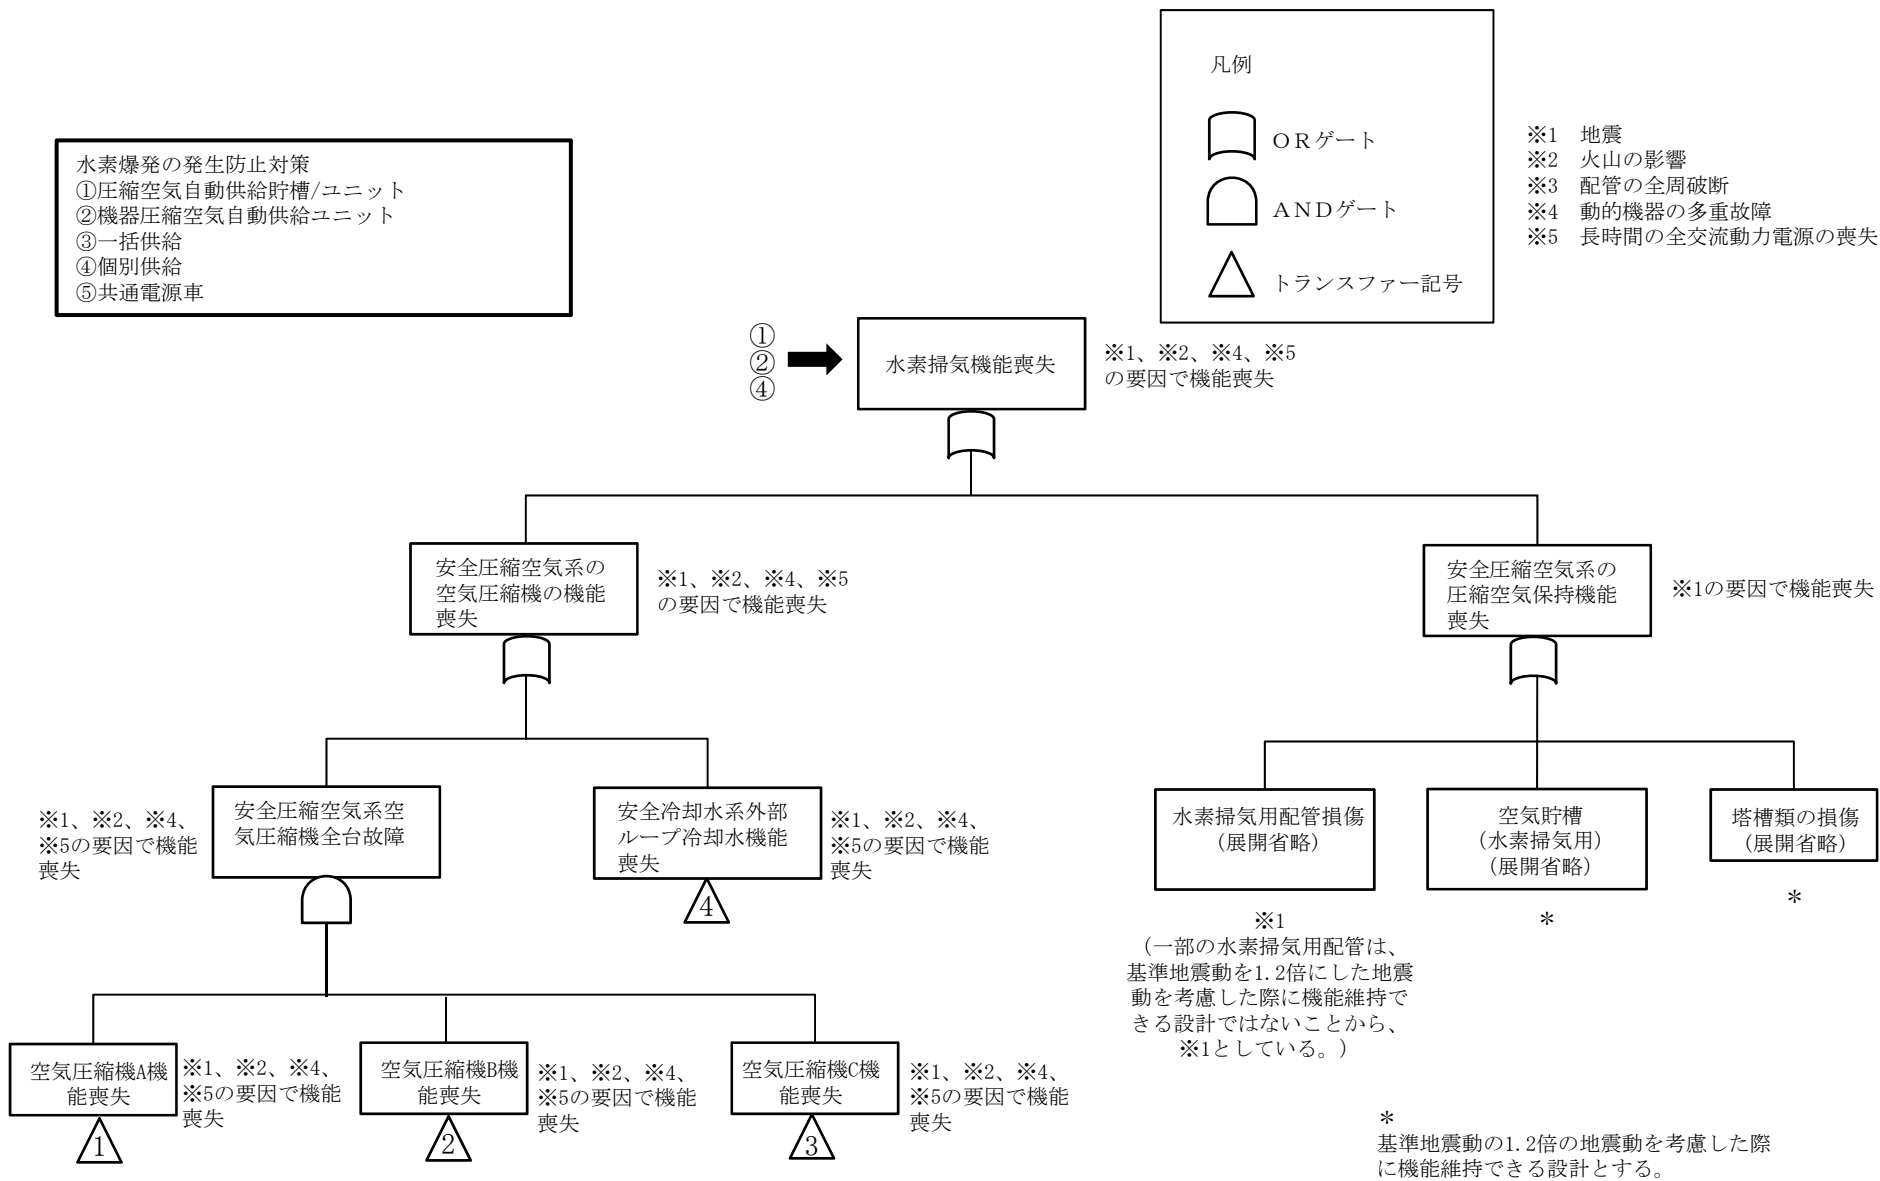 凡例
ORゲート
ANDゲート
トランスファー記号
※1　地震
※2　火山の影響
※3　配管の全周破断
※4　動的機器の多重故障
※5　長時間の全交流動力電源の喪失
水素爆発の発生防止対策
①圧縮空気自動供給貯槽/ユニット
②機器圧縮空気自動供給ユニット
③一括供給
④個別供給
⑤共通電源車
①
②
④
水素掃気機能喪失
※1、※2、※4、※5
の要因で機能喪失
安全圧縮空気系の
空気圧縮機の機能
喪失
※1、※2、※4、※5
の要因で機能喪失
安全圧縮空気系の
圧縮空気保持機能
喪失
※1の要因で機能喪失
※1、※2、※4、
※5の要因で機能
喪失
安全圧縮空気系空
気圧縮機全台故障
安全冷却水系外部
ループ冷却水機能
喪失
4
※1、※2、※4、
※5の要因で機能
喪失
水素掃気用配管損傷
(展開省略)
※1
(一部の水素掃気用配管は、
基準地震動を1.2倍にした地震
動を考慮した際に機能維持で
きる設計ではないことから、
※1としている。)
空気貯槽
(水素掃気用)
(展開省略)
*
塔槽類の損傷
(展開省略)
*
空気圧縮機A機
能喪失
1
※1、※2、※4、
※5の要因で機能
喪失
空気圧縮機B機
能喪失
2
※1、※2、※4、
※5の要因で機能
喪失
空気圧縮機C機
能喪失
3
※1、※2、※4、
※5の要因で機能
喪失
*
基準地震動の1.2倍の地震動を考慮した際
に機能維持できる設計とする。